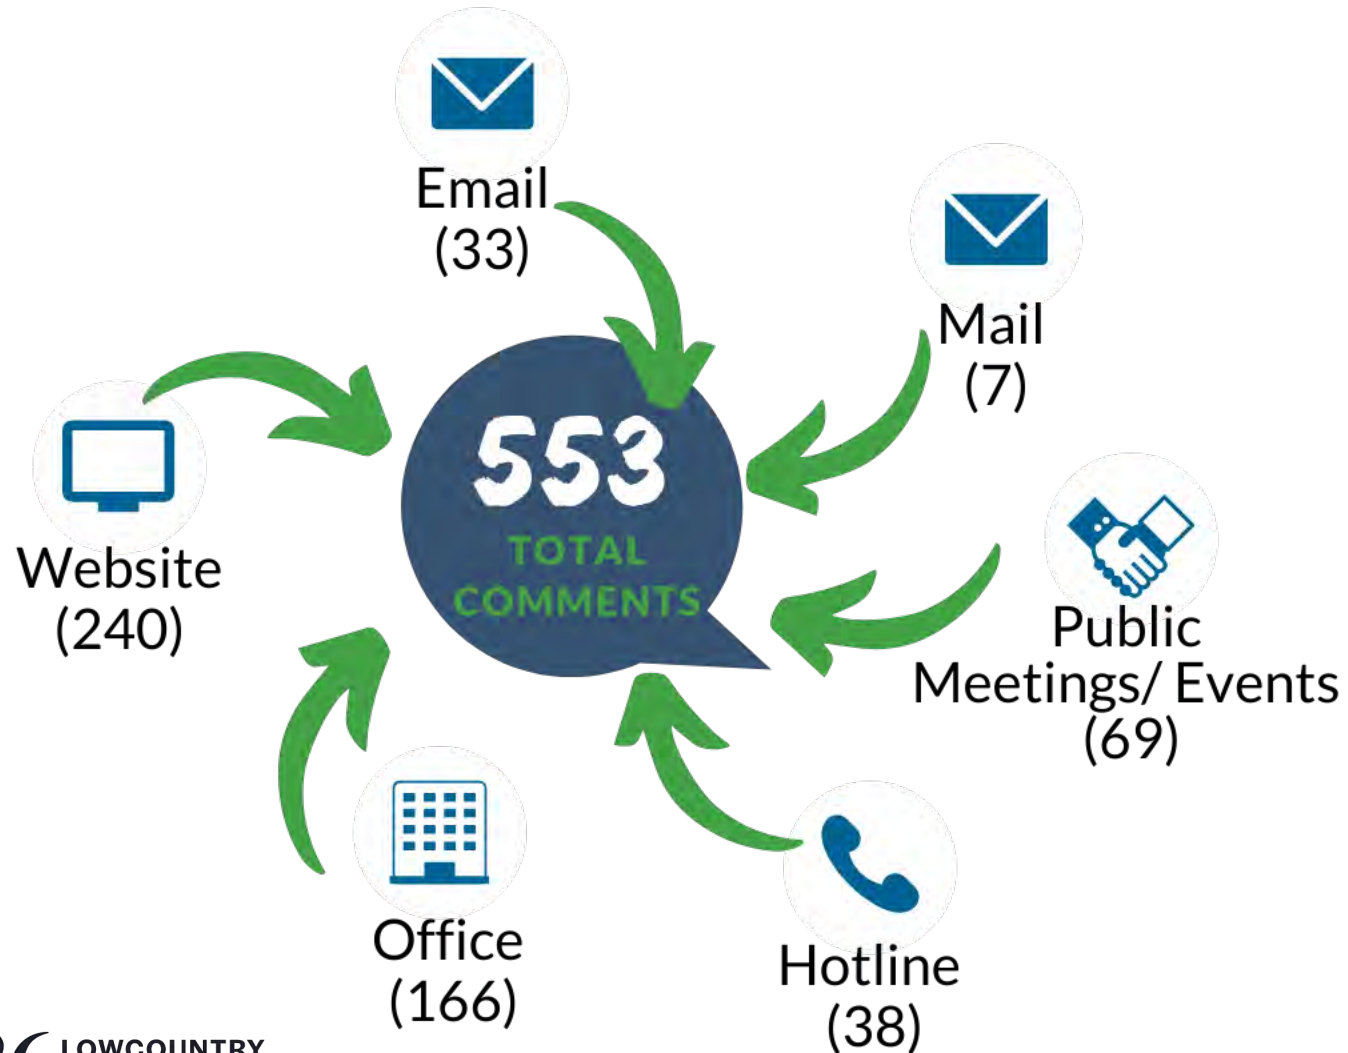 Email
(33)
Mail
(7)
553
TOTAL
COMMENTS
Website
(240)
Public
Meetings/ Events
(69)
Office
(166)
Hotline
(38)
LOWCOUNTRY